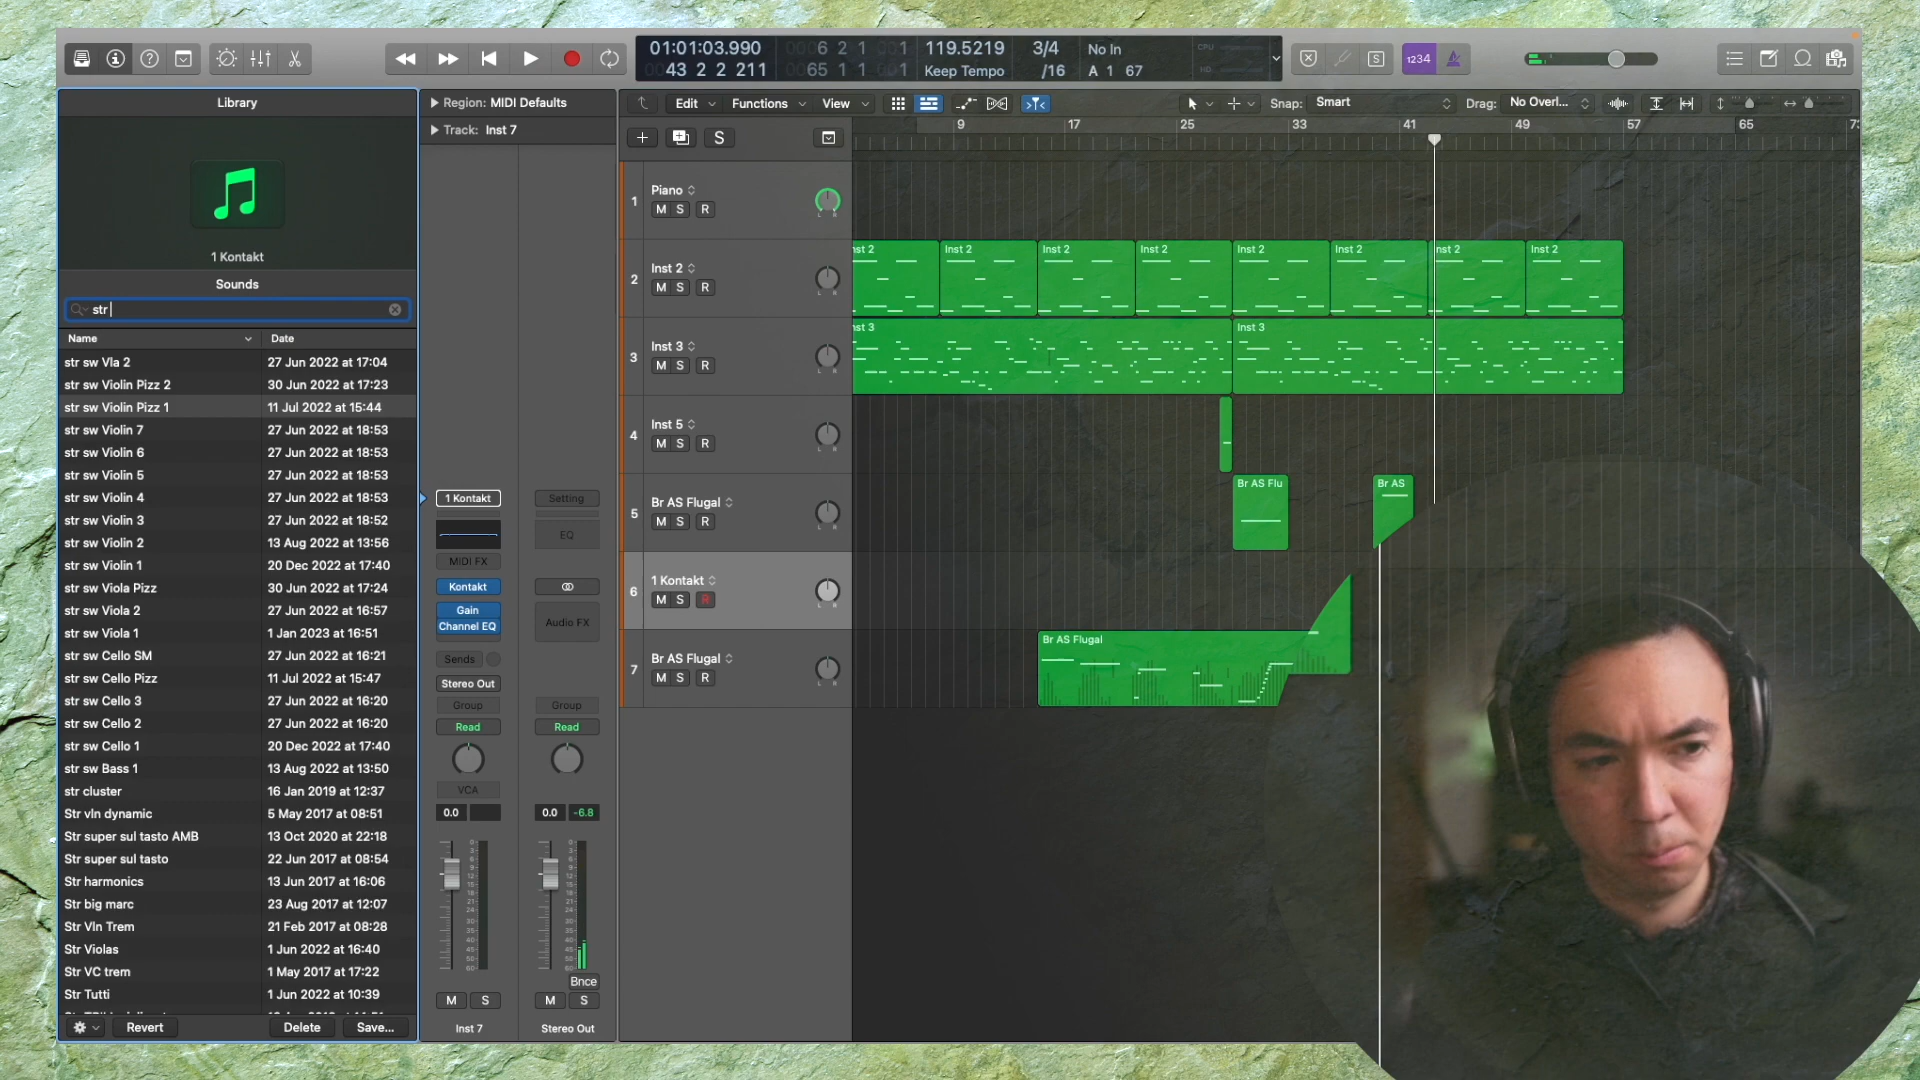 1234
01:01:03.990
43 2 2 211
119.5219
Keep Tempo
3/4
/16
No In
A 1 67
Library
1 Kontakt
Sounds
str
Name Date
str sw Vla 2 27 Jun 2022 at 17:04
str sw Violin Pizz 2 30 Jun 2022 at 17:23
str sw Violin Pizz 1 11 Jul 2022 at 15:44
str sw Violin 7 27 Jun 2022 at 18:53
str sw Violin 6 27 Jun 2022 at 18:53
str sw Violin 5 27 Jun 2022 at 18:53
str sw Violin 4 27 Jun 2022 at 18:53
str sw Violin 3 27 Jun 2022 at 18:52
str sw Violin 2 13 Aug 2022 at 13:56
str sw Violin 1 20 Dec 2022 at 17:40
str sw Viola Pizz 30 Jun 2022 at 17:24
str sw Viola 2 27 Jun 2022 at 16:57
str sw Viola 1 1 Jan 2023 at 16:51
str sw Cello SM 27 Jun 2022 at 16:21
str sw Cello Pizz 11 Jul 2022 at 15:47
str sw Cello 3 27 Jun 2022 at 16:20
str sw Cello 2 27 Jun 2022 at 16:20
str sw Cello 1 20 Dec 2022 at 17:40
str sw Bass 1 13 Aug 2022 at 13:50
str cluster 16 Jan 2019 at 12:37
Str vln dynamic 5 May 2017 at 08:51
Str super sul tasto AMB 13 Oct 2020 at 22:18
Str super sul tasto 22 Jun 2017 at 08:54
Str harmonics 13 Jun 2017 at 16:06
Str big marc 23 Aug 2017 at 12:07
Str Vln Trem 21 Feb 2017 at 08:28
Str Violas 1 Jun 2022 at 16:40
Str VC trem 1 May 2017 at 17:22
Str Tutti 1 Jun 2022 at 10:39
Revert Delete Save...
Region: MIDI Defaults
Track: Inst 7
1 Kontakt Setting
EQ
MIDI FX
Kontakt
Gain
Channel EQ
Audio FX
Sends
Stereo Out
Group Group
Read Read
VCA
0.0 0.0 -6.8
Bnce
M S M S
Inst 7 Stereo Out
Edit Functions View
Snap: Smart
Drag: No Overl...
S
9 17 25 33 41 49 57 65
1 Piano
M S R
2 Inst 2
M S R
3 Inst 3
M S R
4 Inst 5
M S R
5 Br AS Flugal
M S R
6 1 Kontakt
M S R
7 Br AS Flugal
M S R
Inst 2 Inst 2 Inst 2 Inst 2 Inst 2 Inst 2
Inst 3
Br AS Flu
Br AS
Br AS Flugal